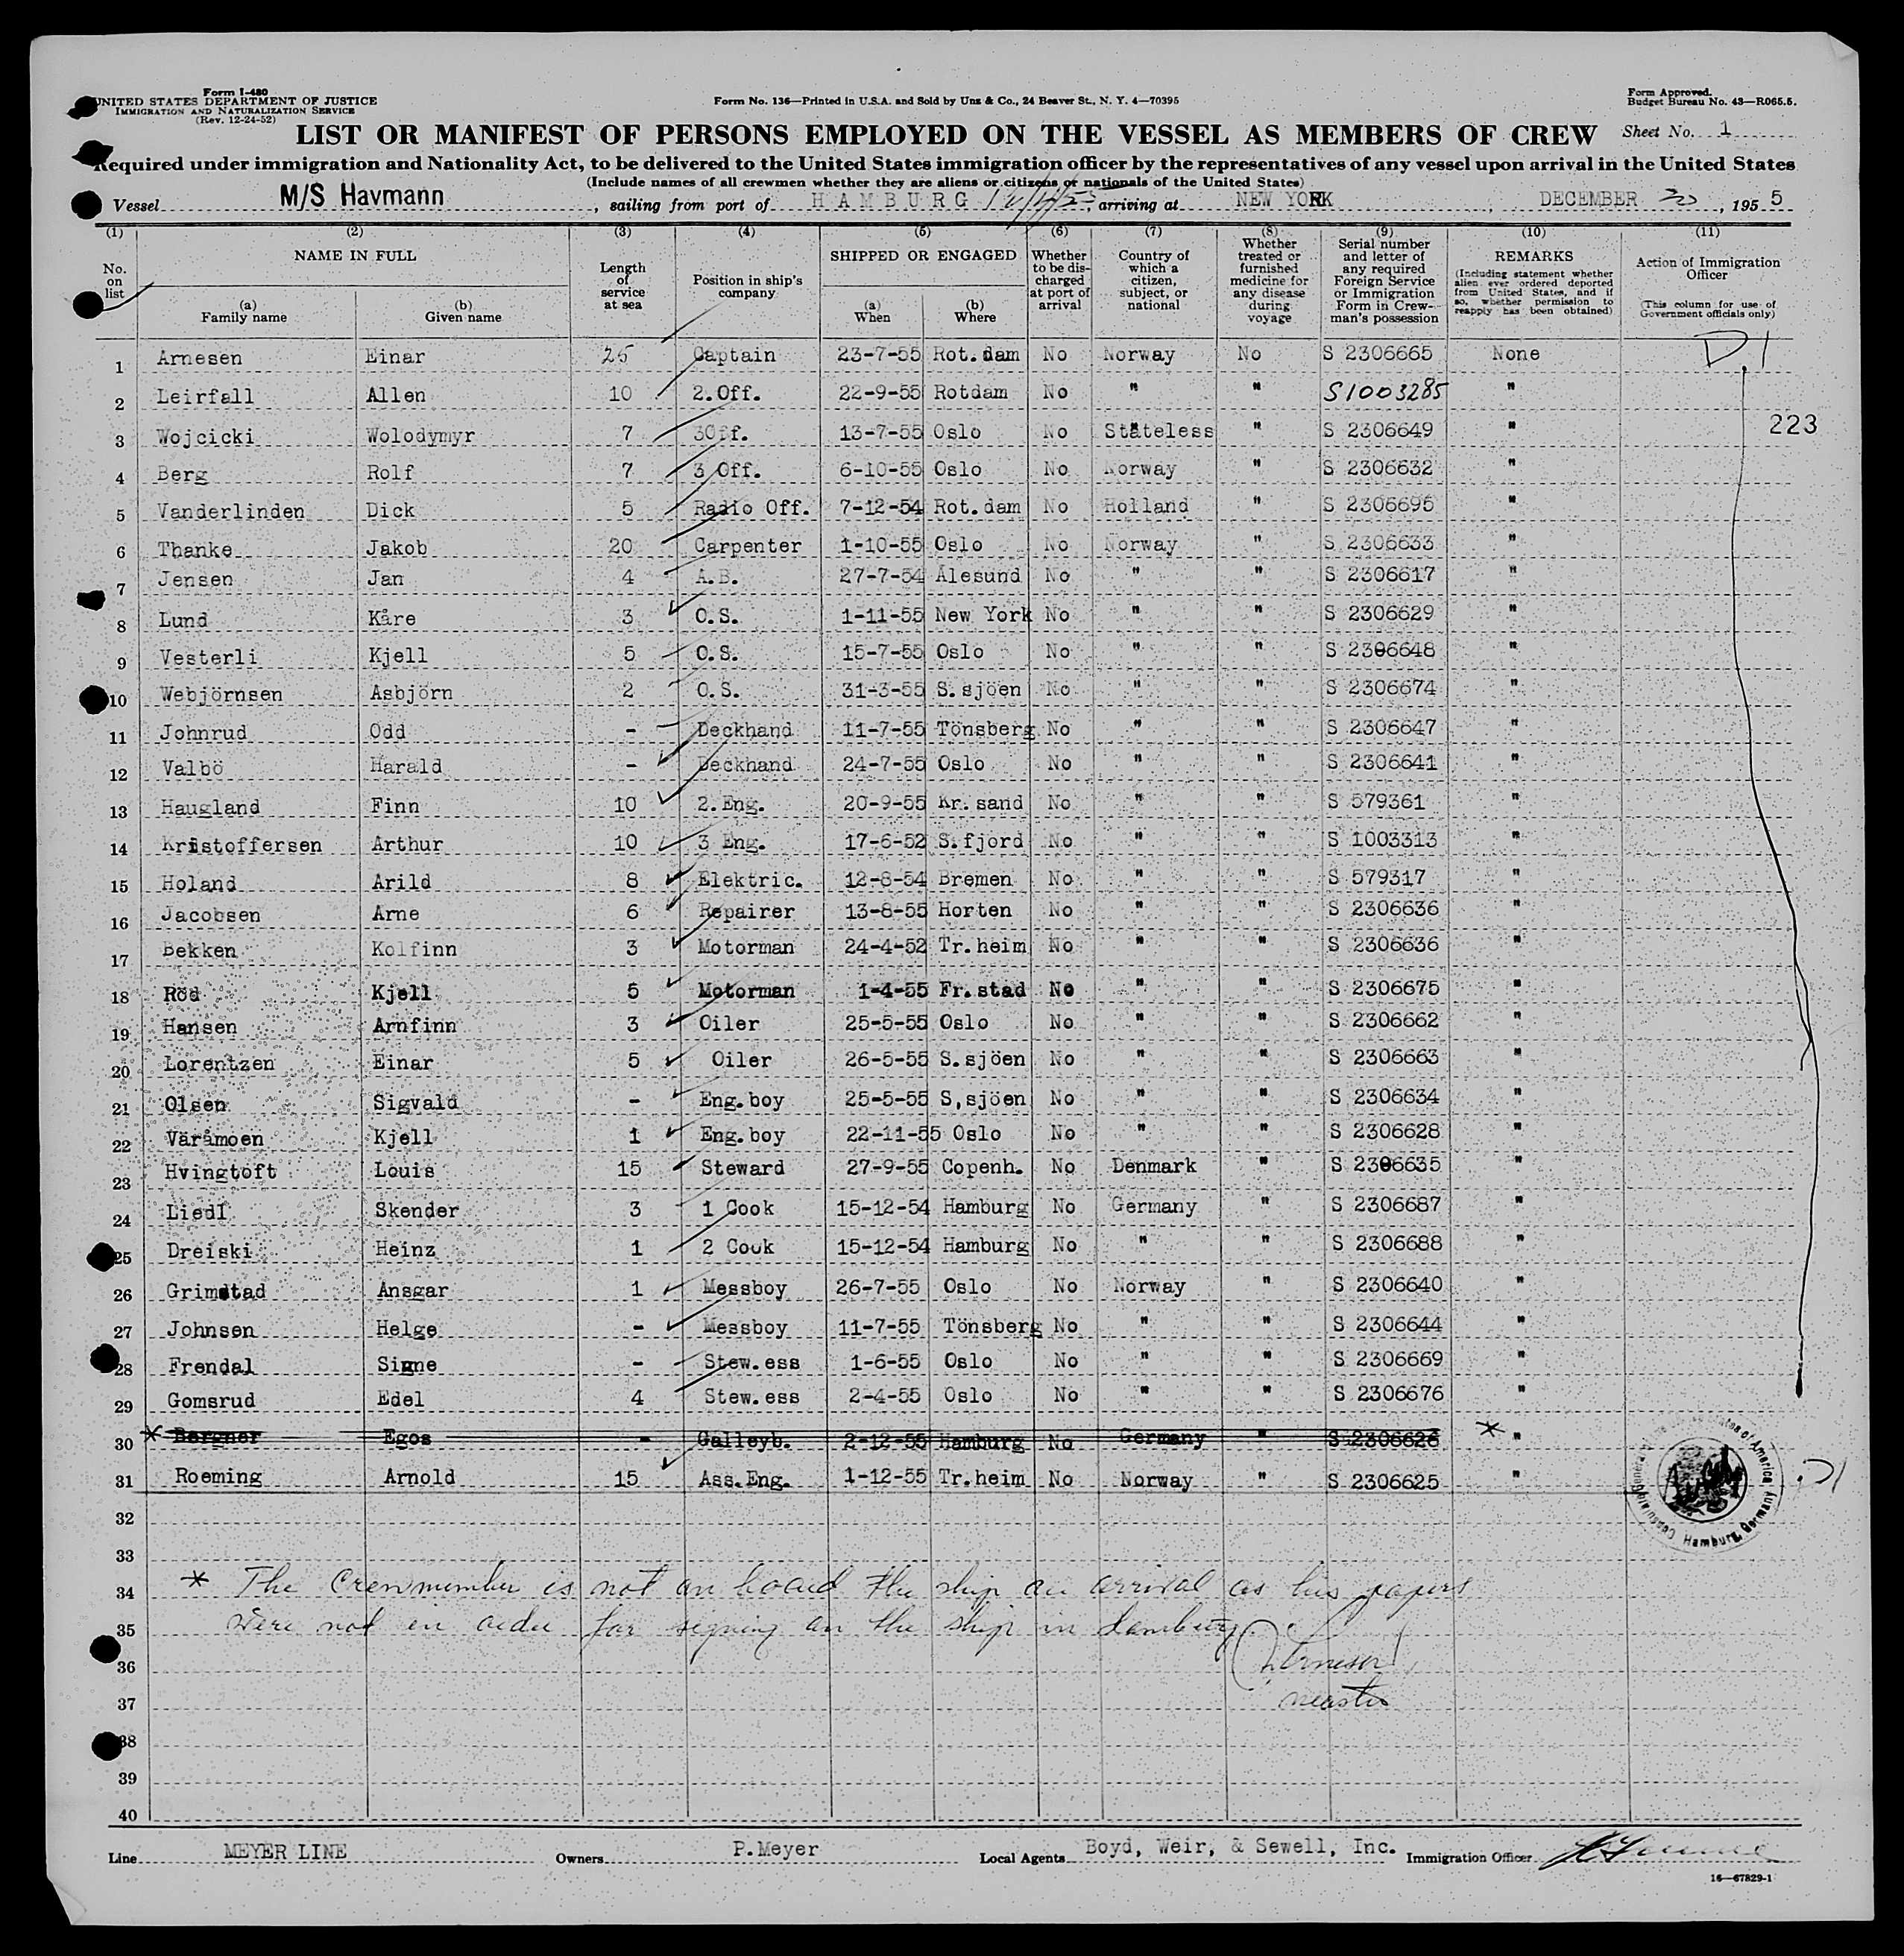 Form I-480
UNITED STATES DEPARTMENT OF JUSTICE
IMMIGRATION AND NATURALIZATION SERVICE
(Rev. 12-24-52)
Form No. 136—Printed in U.S.A. and Sold by Unz & Co., 24 Beaver St., N. Y. 4—70395
Form Approved.
Budget Bureau No. 43—R065.5.
LIST OR MANIFEST OF PERSONS EMPLOYED ON THE VESSEL AS MEMBERS OF CREW
Sheet No. 1
Required under immigration and Nationality Act, to be delivered to the United States immigration officer by the representatives of any vessel upon arrival in the United States
(Include names of all crewmen whether they are aliens or citizens or nationals of the United States)
Vessel M/S Havmann, sailing from port of HAMBURG, arriving at NEW YORK, DECEMBER 20, 1955
(1) (2) (3) (4) (5) (6) (7) (8) (9) (10) (11)
No. on list
NAME IN FULL
(a) Family name
(b) Given name
Length of service at sea
Position in ship's company
SHIPPED OR ENGAGED
(a) When
(b) Where
Whether to be discharged at port of arrival
Country of which a citizen, subject, or national
Whether treated or furnished medicine for any disease during voyage
Serial number and letter of any required Foreign Service or Immigration Form in Crewman's possession
REMARKS
(Including statement whether alien ever ordered deported from United States, and if so, whether permission to reapply has been obtained)
Action of Immigration Officer
(This column for use of Government officials only)
D1
1 Arnesen Einar 25 Captain 23-7-55 Rot.dam No Norway No S 2306665 None
2 Leirfall Allen 10 2.Off. 22-9-55 Rotdam No " " S1003285 "
223
3 Wojcicki Wolodymyr 7 3Off. 13-7-55 Oslo No Stateless " S 2306649 "
4 Berg Rolf 7 3 Off. 6-10-55 Oslo No Norway " S 2306632 "
5 Vanderlinden Dick 5 Radio Off. 7-12-54 Rot.dam No Holland " S 2306695 "
6 Thanke Jakob 20 Carpenter 1-10-55 Oslo No Norway " S 2306633 "
7 Jensen Jan 4 A.B. 27-7-54 Ålesund No " " S 2306617 "
8 Lund Kåre 3 O.S. 1-11-55 New York No " " S 2306629 "
9 Vesterli Kjell 5 O.S. 15-7-55 Oslo No " " S 2306648 "
10 Webjörnsen Asbjörn 2 O.S. 31-3-55 S.sjöen No " " S 2306674 "
11 Johnrud Odd - Deckhand 11-7-55 Tönsberg No " " S 2306647 "
12 Valbö Harald - Deckhand 24-7-55 Oslo No " " S 2306641 "
13 Haugland Finn 10 2.Eng. 20-9-55 Kr.sand No " " S 579361 "
14 Kristoffersen Arthur 10 3 Eng. 17-6-52 S.fjord No " " S 1003313 "
15 Holand Arild 8 Elektric. 12-8-54 Bremen No " " S 579317 "
16 Jacobsen Arne 6 Repairer 13-8-55 Horten No " " S 2306636 "
17 Bekken Kolfinn 3 Motorman 24-4-52 Tr.heim No " " S 2306636 "
18 Röd Kjell 5 Motorman 1-4-55 Fr.stad No " " S 2306675 "
19 Hansen Arnfinn 3 Oiler 25-5-55 Oslo No " " S 2306662 "
20 Lorentzen Einar 5 Oiler 26-5-55 S.sjöen No " " S 2306663 "
21 Olsen Sigvald - Eng.boy 25-5-55 S,sjöen No " " S 2306634 "
22 Våråmoen Kjell 1 Eng.boy 22-11-55 Oslo No " " S 2306628 "
23 Hvingtoft Louis 15 Steward 27-9-55 Copenh. No Denmark " S 2306635 "
24 Liedl Skender 3 1 Cook 15-12-54 Hamburg No Germany " S 2306687 "
25 Dreiski Heinz 1 2 Cook 15-12-54 Hamburg No " " S 2306688 "
26 Grimstad Ansgar 1 Messboy 26-7-55 Oslo No Norway " S 2306640 "
27 Johnsen Helge - Messboy 11-7-55 Tönsberg No " " S 2306644 "
28 Frendal Signe - Stew.ess 1-6-55 Oslo No " " S 2306669 "
29 Gomsrud Edel 4 Stew.ess 2-4-55 Oslo No " " S 2306676 "
30 * Bergner Egos - Galleyb. 2-12-55 Hamburg No Germany " S 2306626 * "
31 Roeming Arnold 15 Ass.Eng. 1-12-55 Tr.heim No Norway " S 2306625 "
Hamburg, Germany
32
33
34 * The Crewmember is not on board the ship on arrival as his papers
35 were not in order for signing on the ship in Hamburg.
36 Arnesen
37 master
38
39
40
Line MEYER LINE Owners P.Meyer Local Agents Boyd, Weir, & Sewell, Inc. Immigration Officer
16—67829-1